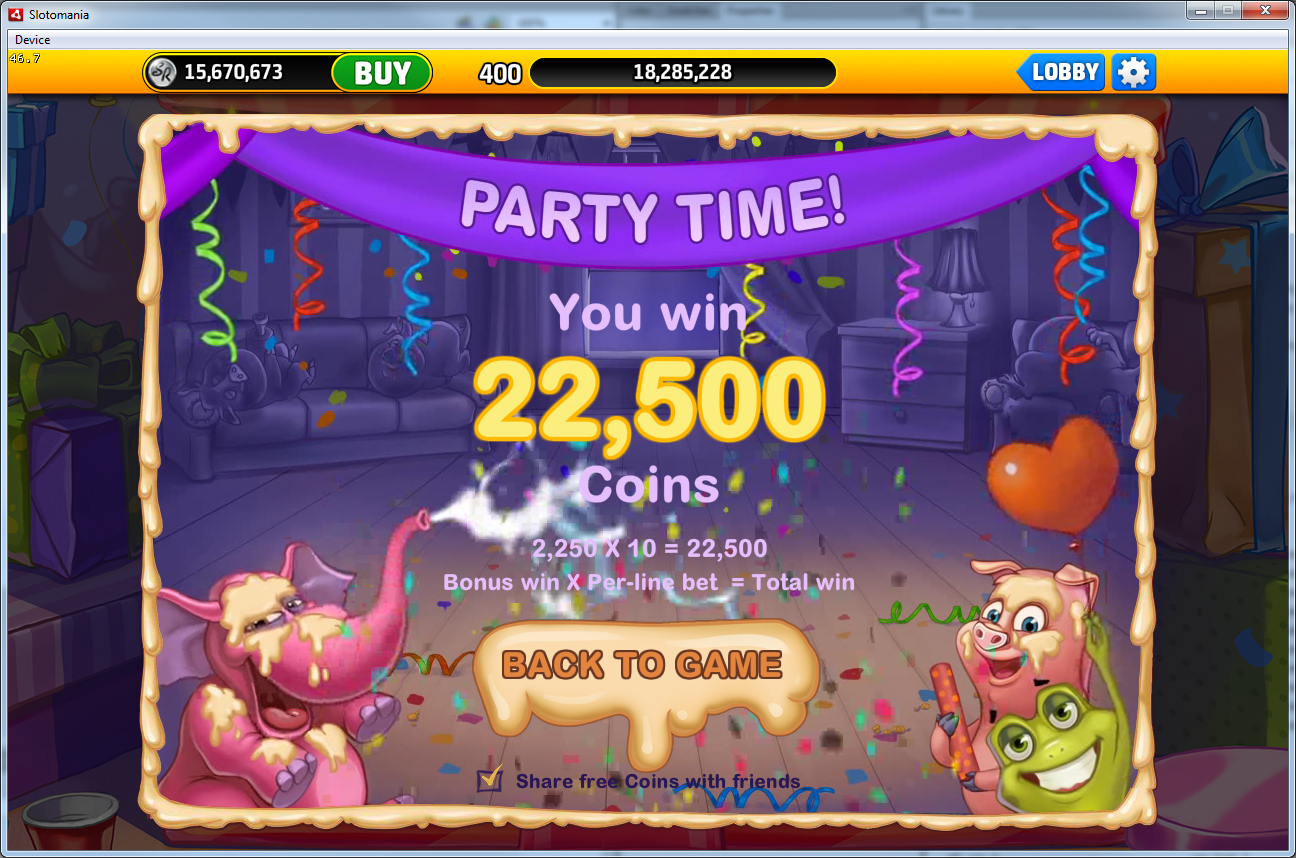 Slotomania
Device
46.7
SR
15,670,673
BUY
400
18,285,228
LOBBY
PARTY TIME!
You win
22,500
Coins
2,250 X 10 = 22,500
Bonus win X Per-line bet = Total win
BACK TO GAME
Share free Coins with friends